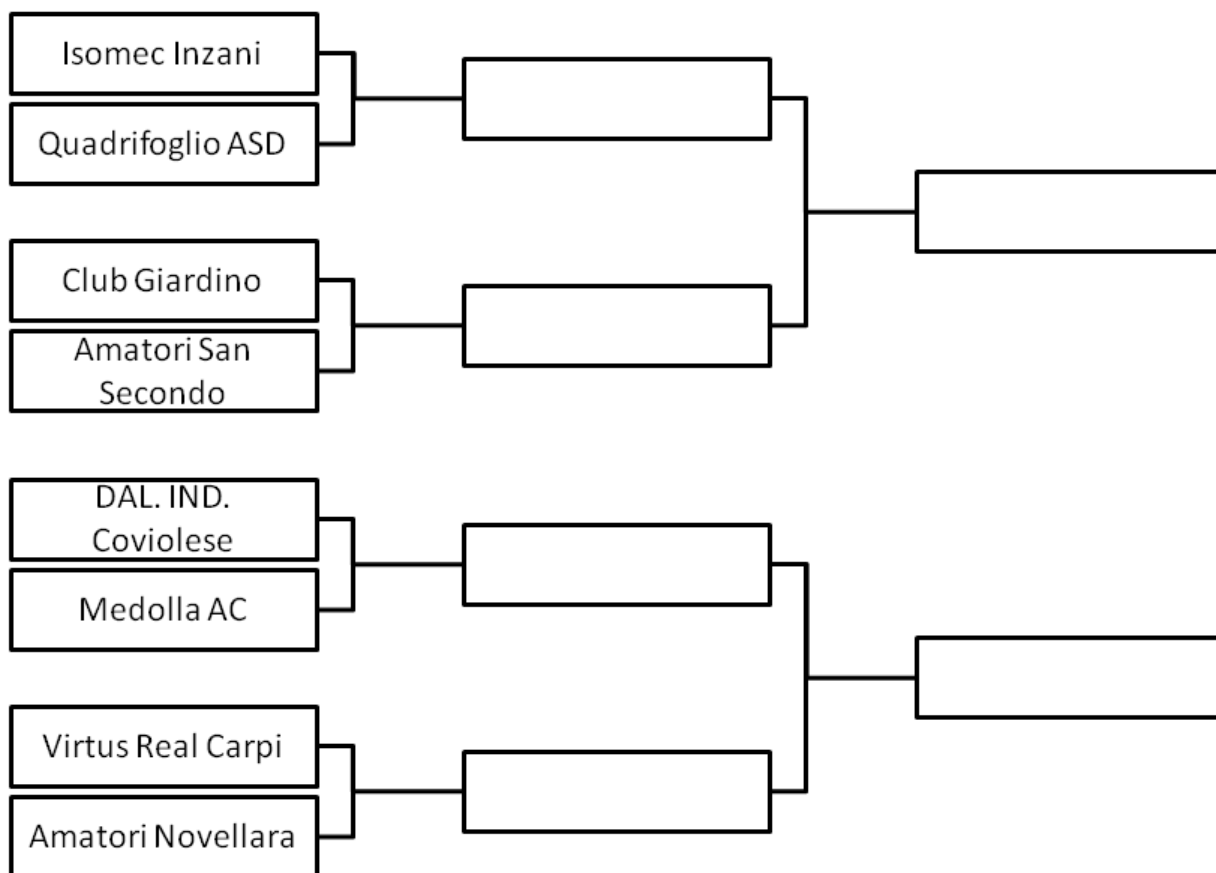 Isomec Inzani
Quadrifoglio ASD
Club Giardino
Amatori San
Secondo
DAL. IND.
Coviolese
Medolla AC
Virtus Real Carpi
Amatori Novellara